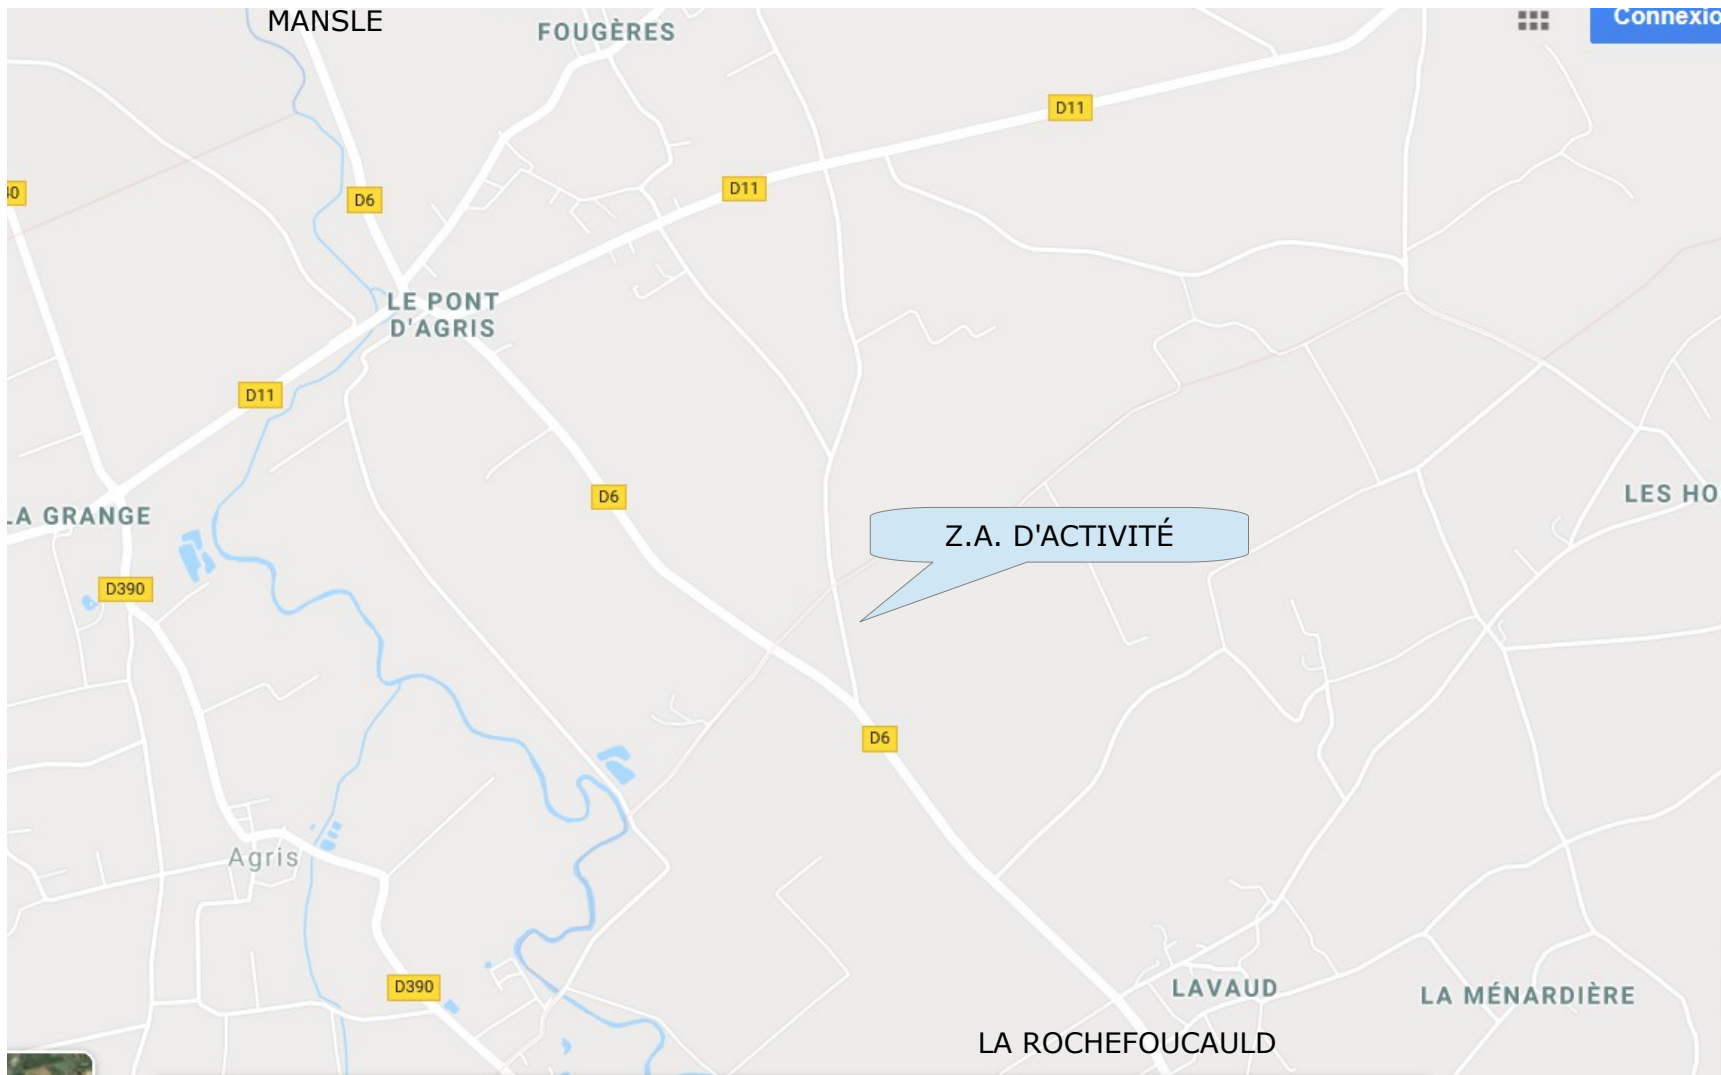 MANSLE
FOUGÈRES
Connexio
D11
D11
40
D6
LE PONT
D'AGRIS
D11
LA GRANGE
D6
LES HO
Z.A. D'ACTIVITÉ
D390
D6
Agris
D390
LAVAUD
LA MÉNARDIÈRE
LA ROCHEFOUCAULD